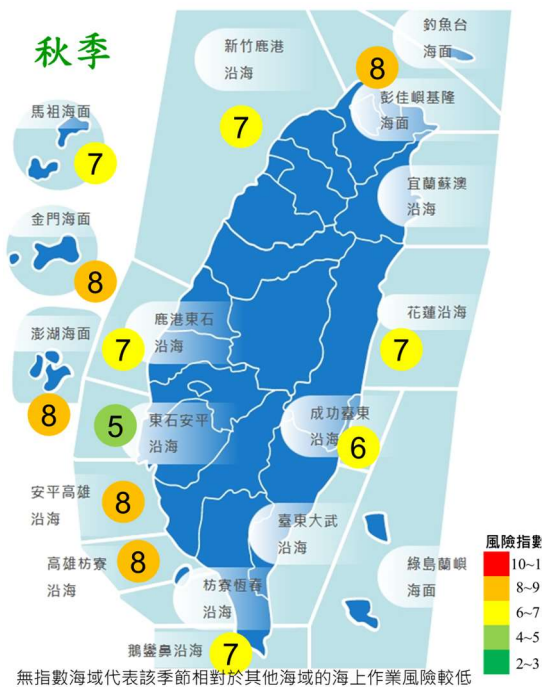 秋季
新竹鹿港
沿海
7
釣魚台
海面
8
彭佳嶼基隆
海面
馬祖海面
7
宜蘭蘇澳
沿海
金門海面
8
鹿港東石
沿海
7
花蓮沿海
7
澎湖海面
8
東石安平
沿海
5
成功臺東
沿海
6
安平高雄
沿海
8
臺東大武
沿海
高雄枋寮
沿海
8
綠島蘭嶼
海面
枋寮恆春
沿海
鵝鑾鼻沿海
7
風險指數
10~1
8~9
6~7
4~5
2~3
無指數海域代表該季節相對於其他海域的海上作業風險較低